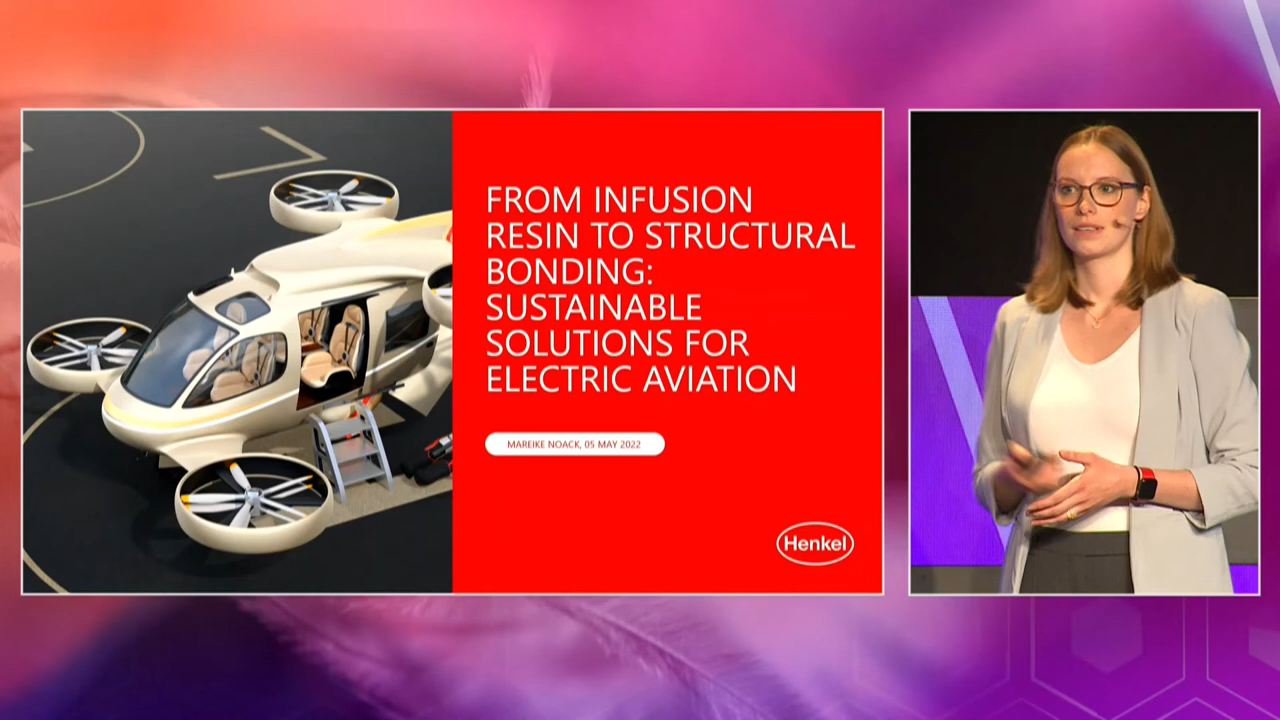 FROM INFUSION
RESIN TO STRUCTURAL
BONDING:
SUSTAINABLE
SOLUTIONS FOR
ELECTRIC AVIATION
MAREIKE NOACK, 05 MAY 2022
Henkel